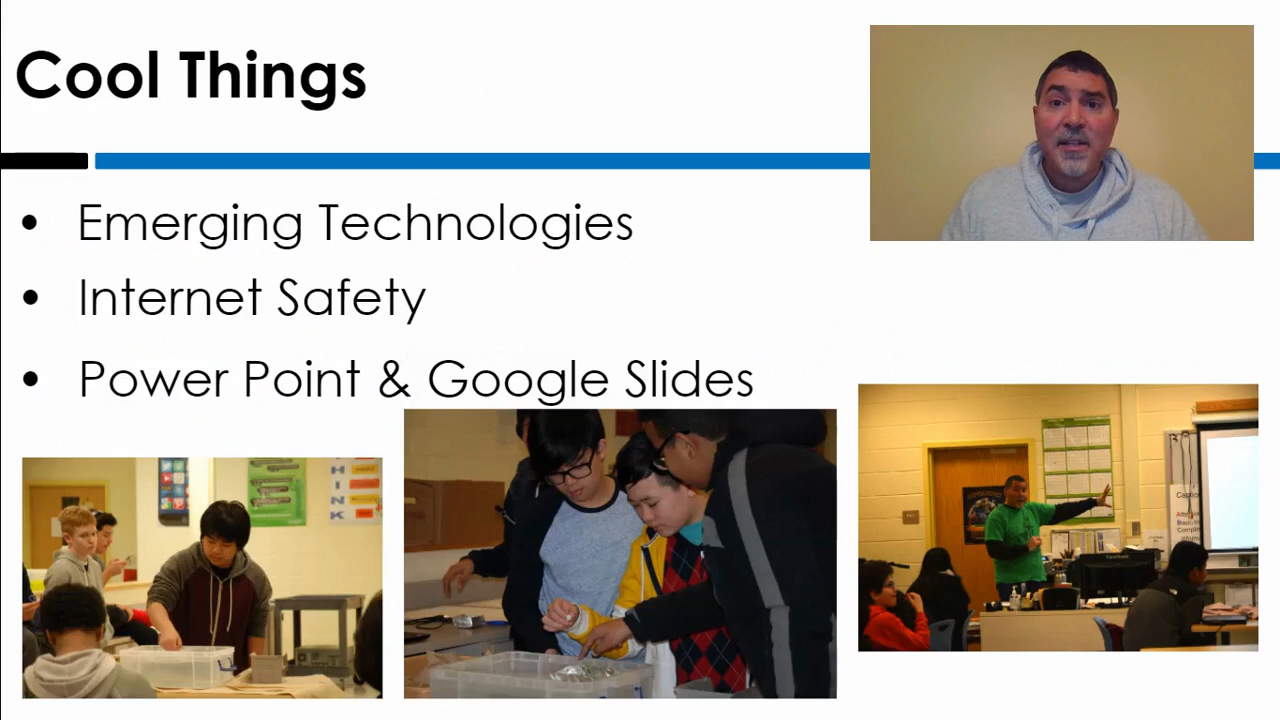 Cool Things
• Emerging Technologies
• Internet Safety
• Power Point & Google Slides
H
I
N
K